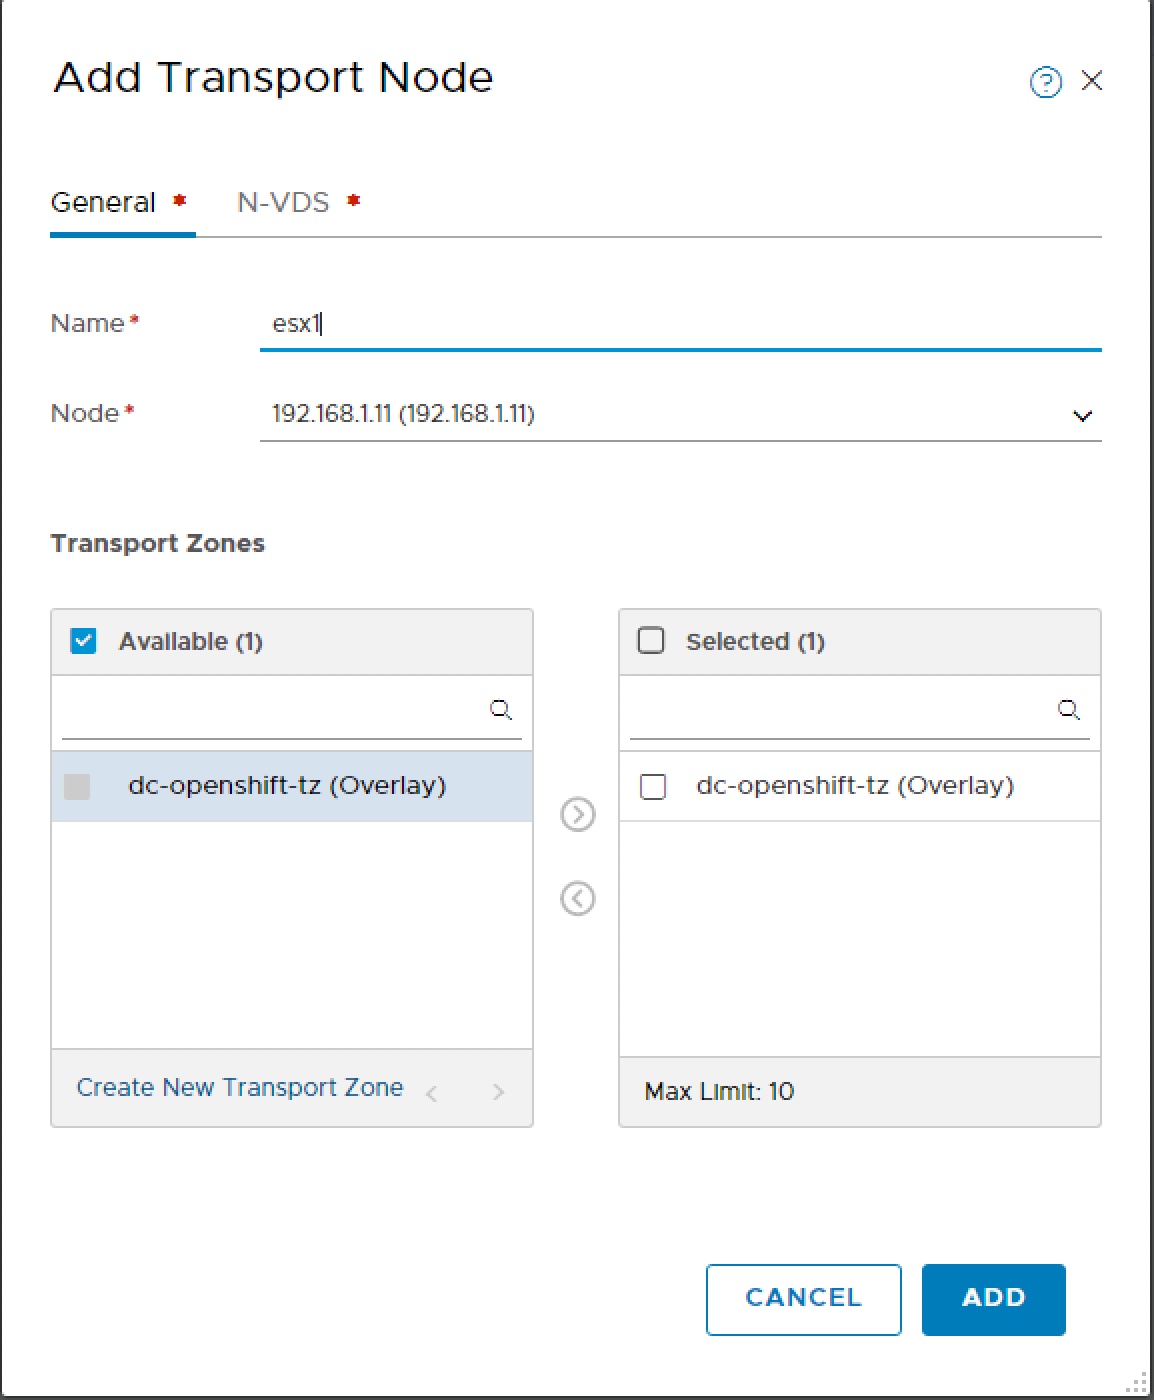 Add Transport Node
General *
N-VDS *
Name*
esx1
Node*
192.168.1.11 (192.168.1.11)
Transport Zones
Available (1)
dc-openshift-tz (Overlay)
Create New Transport Zone
Selected (1)
dc-openshift-tz (Overlay)
Max Limit: 10
CANCEL
ADD